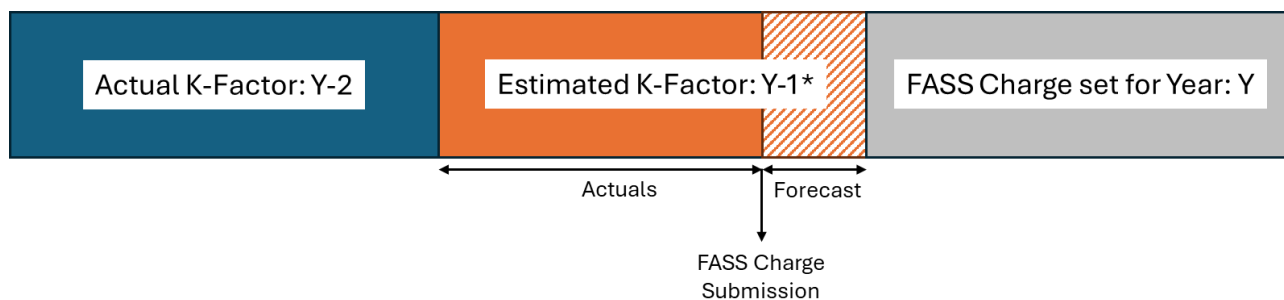 Actual K-Factor: Y-2
Estimated K-Factor: Y-1*
FASS Charge set for Year: Y
Actuals
Forecast
FASS Charge
Submission